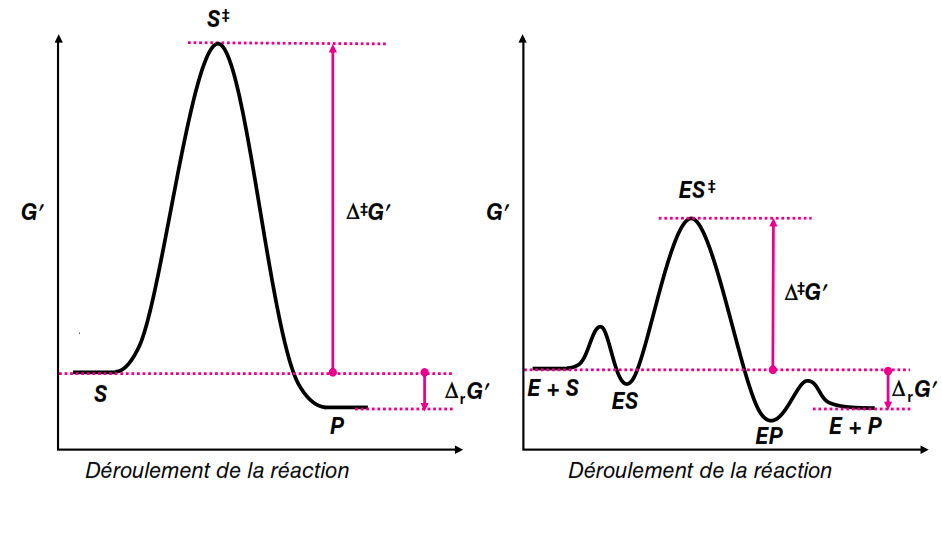 S‡
G′
Δ‡G′
S
ΔrG′
P
Déroulement de la réaction
ES‡
G′
Δ‡G′
E + S
ES
ΔrG′
EP
E + P
Déroulement de la réaction